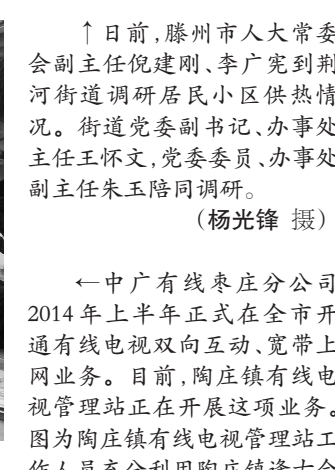 ↑日前,滕州市人大常委
会副主任倪建刚、李广宪到荆
河街道调研居民小区供热情
况。街道党委副书记、办事处
主任王怀文,党委委员、办事处
副主任朱玉陪同调研。
(杨光锋 摄)
←中广有线枣庄分公司
2014年上半年正式在全市开
通有线电视双向互动、宽带上
网业务。目前,陶庄镇有线电
视管理站正在开展这项业务。
图为陶庄镇有线电视管理站工
作人员充分利用陶庄镇逢大会